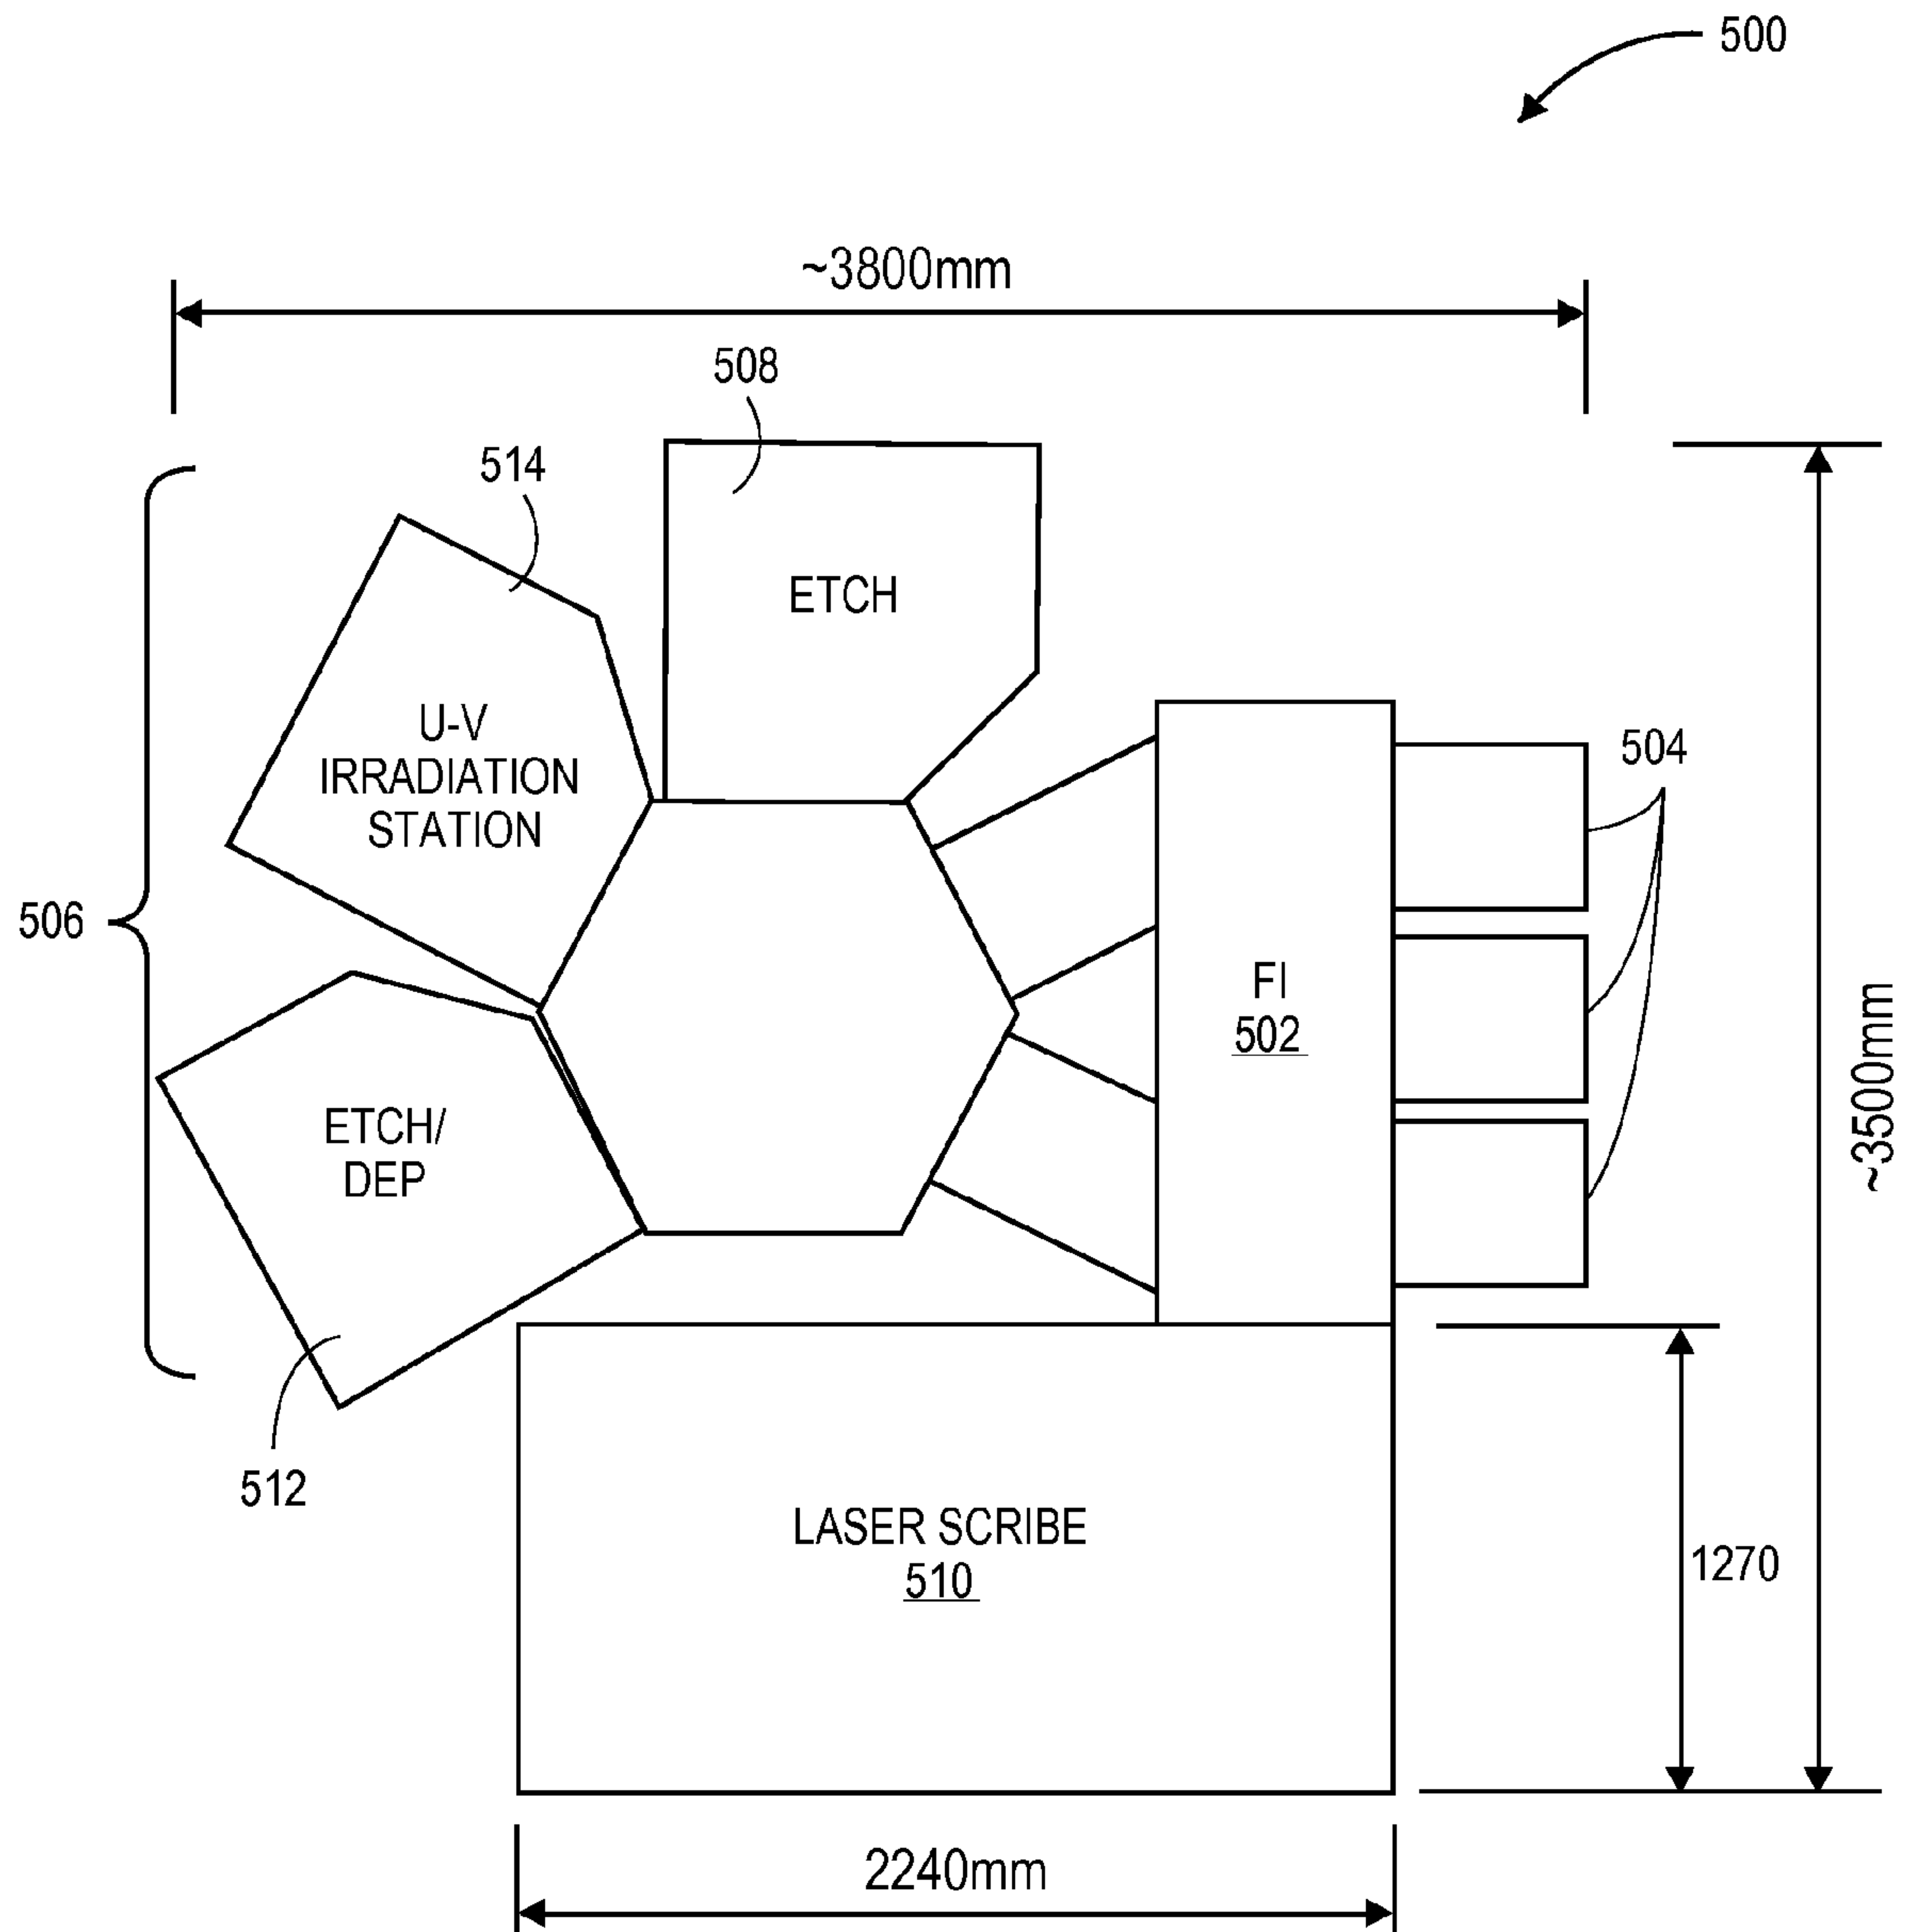 500
~3800mm
508
514
ETCH
U-V
IRRADIATION
STATION
504
506
FI
502
~3500mm
ETCH/
DEP
512
LASER SCRIBE
510
1270
2240mm